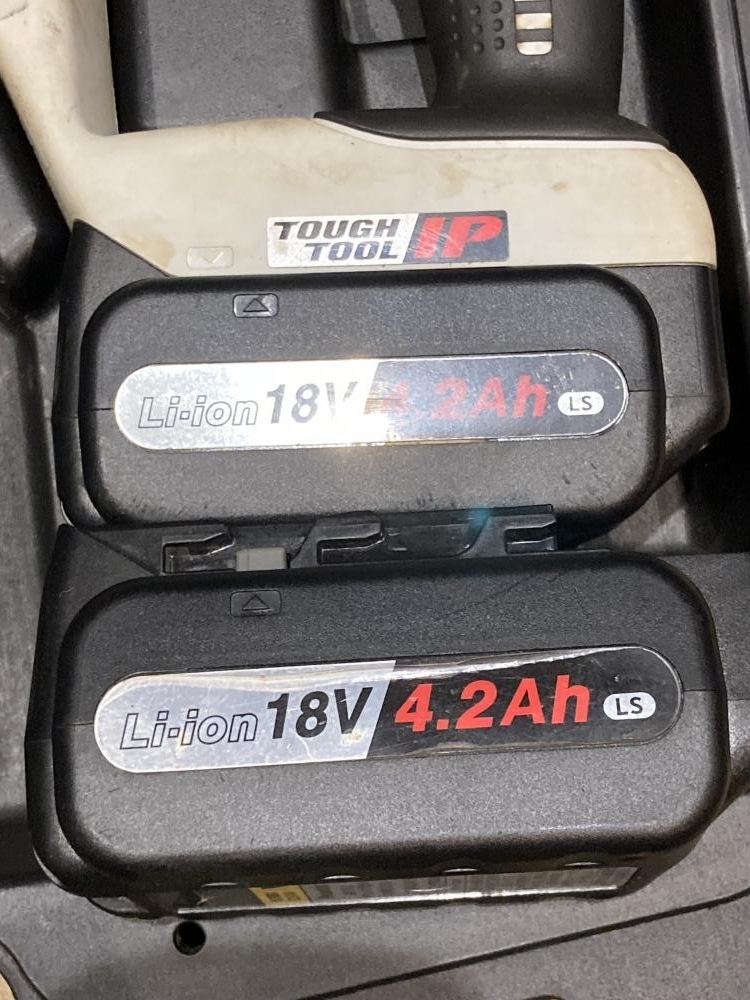 TOUGH
TOOL IP
Li-ion 18V 4.2Ah LS
Li-ion 18V 4.2Ah LS